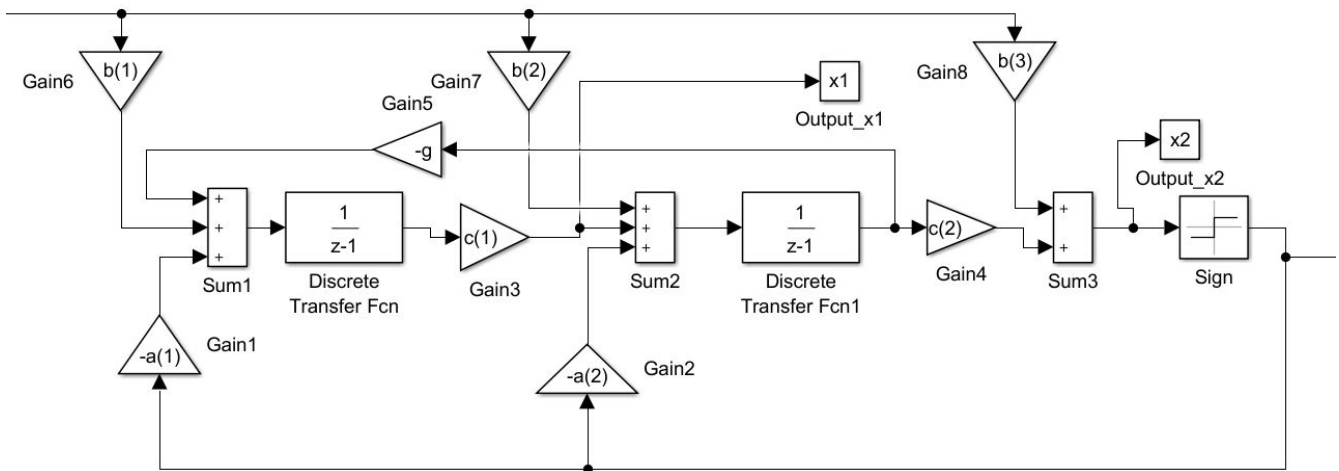 b(1)
Gain6
b(2)
Gain7
b(3)
Gain8
x1
Output_x1
Gain5
-g
x2
Output_x2
+
+
+
Sum1
1
z-1
Discrete
Transfer Fcn
c(1)
Gain3
+
+
+
Sum2
1
z-1
Discrete
Transfer Fcn1
c(2)
Gain4
+
+
Sum3
Sign
-a(1)
Gain1
-a(2)
Gain2